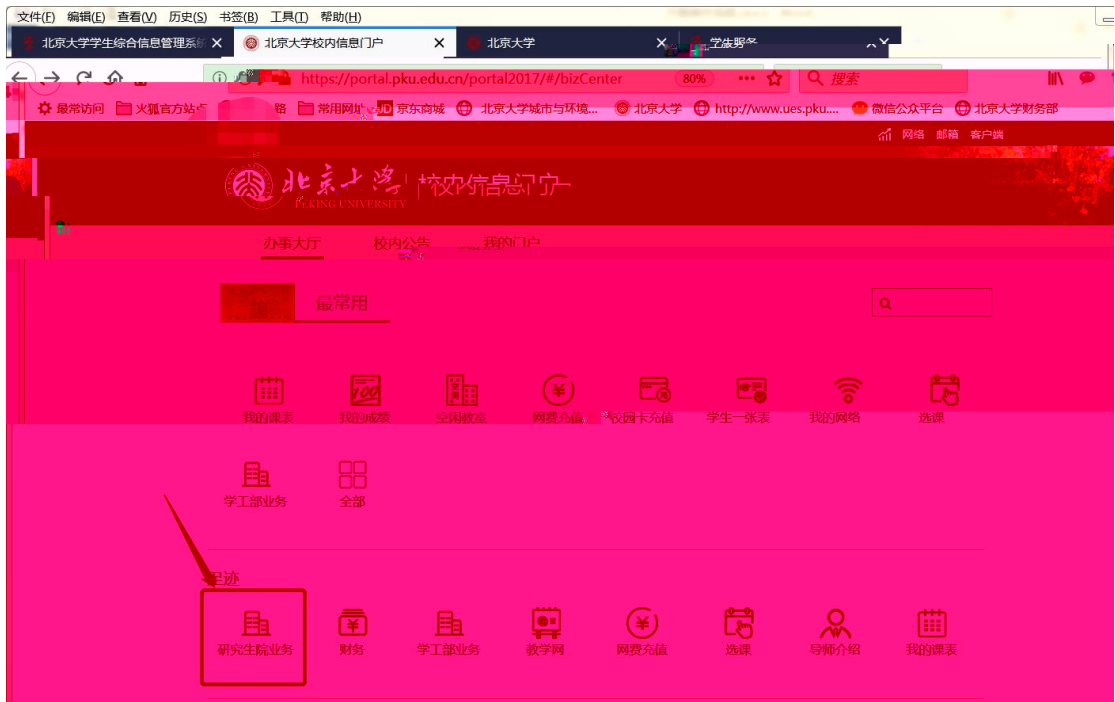 文件(F) 编辑(E) 查看(V) 历史(S) 书签(B) 工具(T) 帮助(H)
北京大学学生综合信息管理系统 北京大学校内信息门户 北京大学
https://portal.pku.edu.cn/portal2017/#/bizCenter 80% 搜索
最常访问 火狐官方站点 常用网址 JD 京东商城 北京大学城市与环境... 北京大学 http://www.ues.pku.... 微信公众平台 北京大学财务部
网络 邮箱 客户端
北京大学 校内信息门户
PEKING UNIVERSITY
办事大厅 校内公告 我的门户
最常用
我的课表 我的成绩 空闲教室 网费充值 校园卡充值 学生一张表 我的网络 选课
学工部业务 全部
足迹
研究生院业务 财务 学工部业务 教学网 网费充值 选课 导师介绍 我的课表